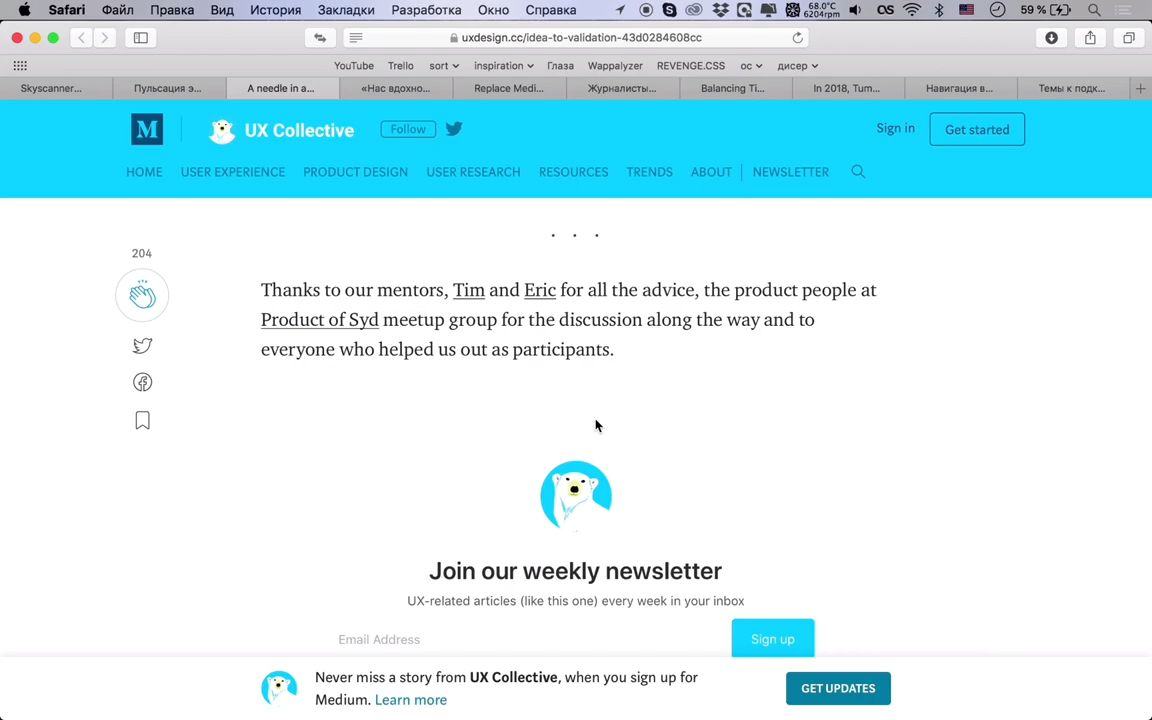 Safari Файл Правка Вид История Закладки Разработка Окно Справка 68.0°C 6204rpm 59 %
uxdesign.cc/idea-to-validation-43d0284608cc
YouTube Trello sort inspiration Глаза Wappalyzer REVENGE.CSS ос дисер
Skyscanner... Пульсация э... A needle in a... «Нас вдохно... Replace Medi... Журналисты... Balancing Ti... In 2018, Tum... Навигация в... Темы к подк...
M UX Collective Follow Sign in Get started
HOME USER EXPERIENCE PRODUCT DESIGN USER RESEARCH RESOURCES TRENDS ABOUT NEWSLETTER
. . .
204
Thanks to our mentors, Tim and Eric for all the advice, the product people at
Product of Syd meetup group for the discussion along the way and to
everyone who helped us out as participants.
Join our weekly newsletter
UX-related articles (like this one) every week in your inbox
Email Address Sign up
Never miss a story from UX Collective, when you sign up for
Medium. Learn more
GET UPDATES